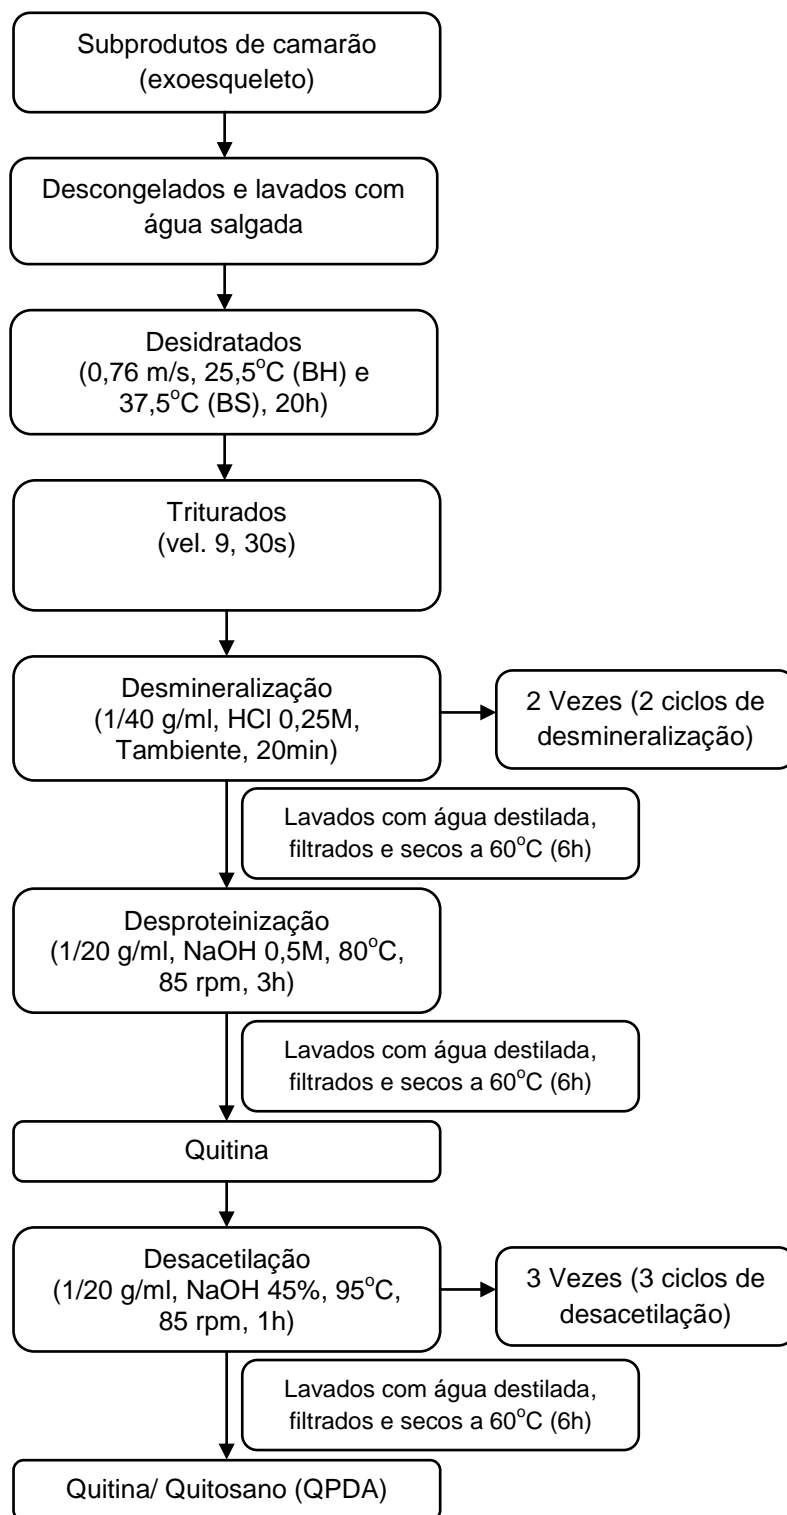 Subprodutos de camarão
(exoesqueleto)
Descongelados e lavados com
água salgada
Desidratados
(0,76 m/s, 25,5°C (BH) e
37,5°C (BS), 20h)
Triturados
(vel. 9, 30s)
Desmineralização
(1/40 g/ml, HCl 0,25M,
Tambiente, 20min)
2 Vezes (2 ciclos de
desmineralização)
Lavados com água destilada,
filtrados e secos a 60°C (6h)
Desproteinização
(1/20 g/ml, NaOH 0,5M, 80°C,
85 rpm, 3h)
Lavados com água destilada,
filtrados e secos a 60°C (6h)
Quitina
Desacetilação
(1/20 g/ml, NaOH 45%, 95°C,
85 rpm, 1h)
3 Vezes (3 ciclos de
desacetilação)
Lavados com água destilada,
filtrados e secos a 60°C (6h)
Quitina/ Quitosano (QPDA)